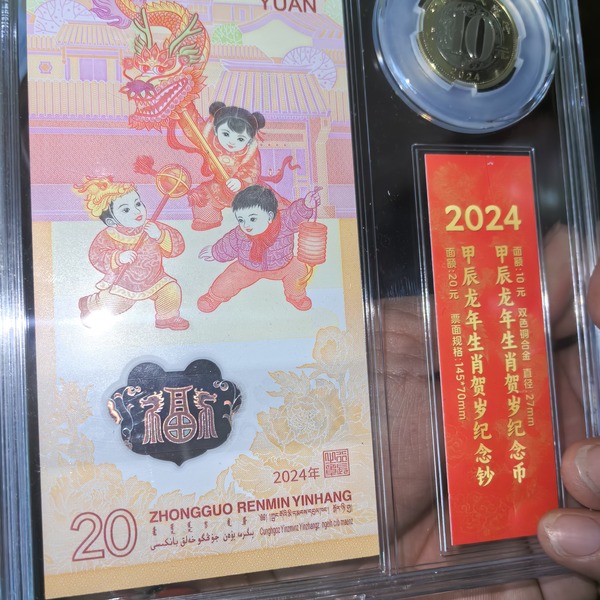 YUAN
10
2024
福
2024年
ZHONGGUO RENMIN YINHANG
20
2024
甲辰龙年生肖贺岁纪念币
面额:10元 双色铜合金 直径:27mm
甲辰龙年生肖贺岁纪念钞
面额:20元 票面规格:145*70mm